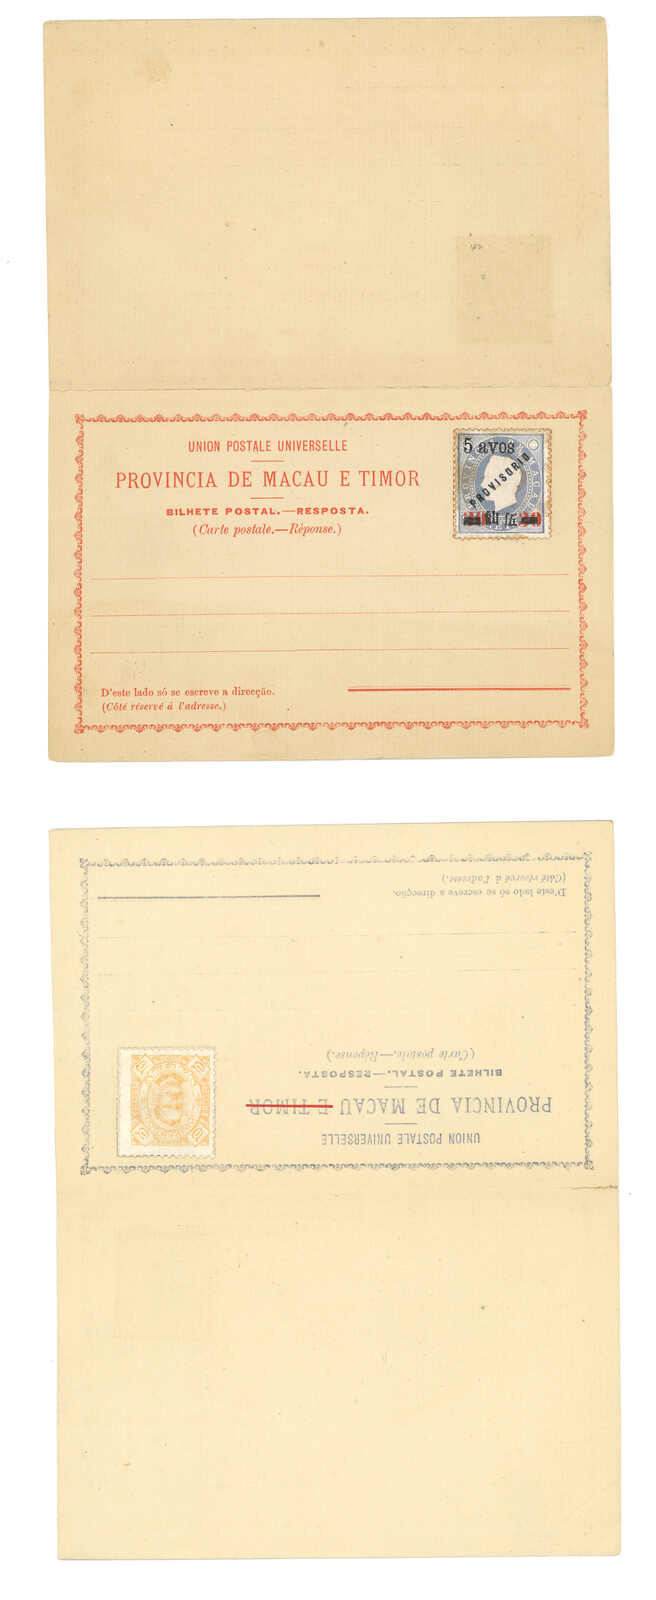 UNION POSTALE UNIVERSELLE
PROVINCIA DE MACAU E TIMOR
BILHETE POSTAL.—RESPOSTA.
(Carte postale.—Réponse.)
5 avos
PROVISORIO
D'este lado só se escreve a direcção.
(Côté réservé á l'adresse.)
UNION POSTALE UNIVERSELLE
PROVINCIA DE MACAU E TIMOR
BILHETE POSTAL.—RESPOSTA.
(Carte postale.—Réponse.)
D'este lado só se escreve a direcção.
(Côté réservé á l'adresse.)